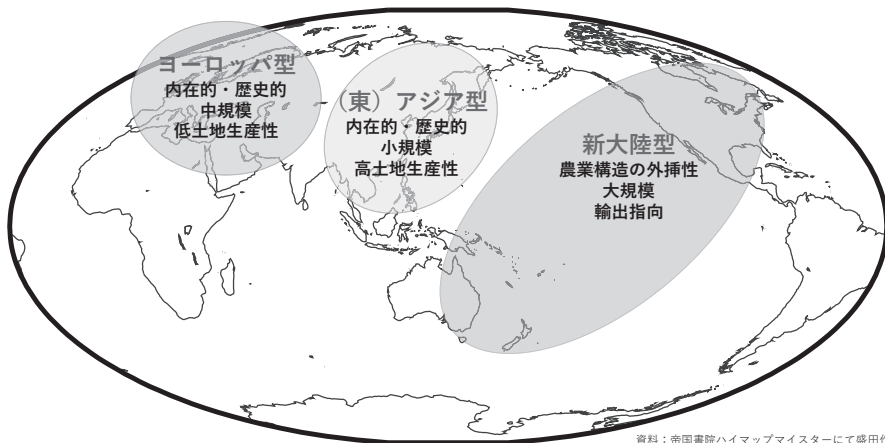 ヨーロッパ型
内在的・歴史的
中規模
低土地生産性
（東）アジア型
内在的・歴史的
小規模
高土地生産性
新大陸型
農業構造の外挿性
大規模
輸出指向
資料：帝国書院ハイマップマイスターにて盛田作